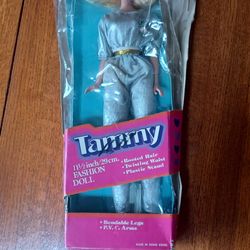 Tammy
11½ inch/29cm.
FASHION
DOLL
• Rooted Hair
• Twisting Waist
• Plastic Stand
• Bendable Legs
• P.V.C. Arms
MADE IN HONG KONG